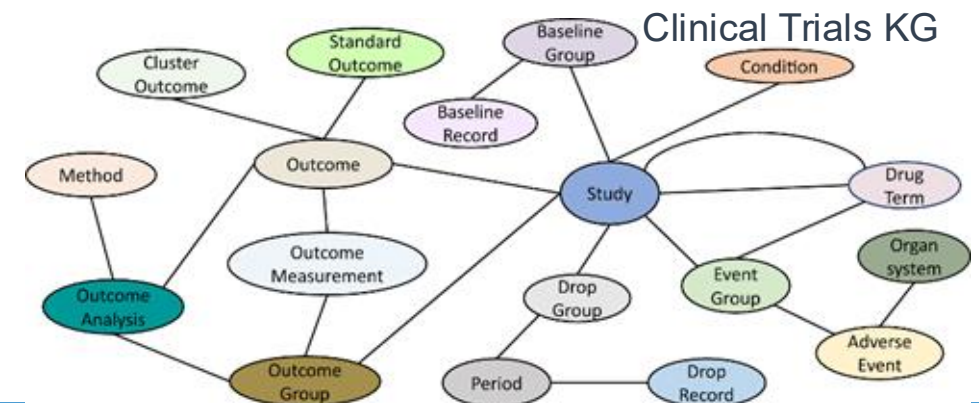 Clinical Trials KG
Cluster
Outcome
Standard
Outcome
Baseline
Group
Condition
Baseline
Record
Method
Outcome
Study
Drug
Term
Outcome
Measurement
Organ
system
Outcome
Analysis
Drop
Group
Event
Group
Adverse
Event
Outcome
Group
Period
Drop
Record